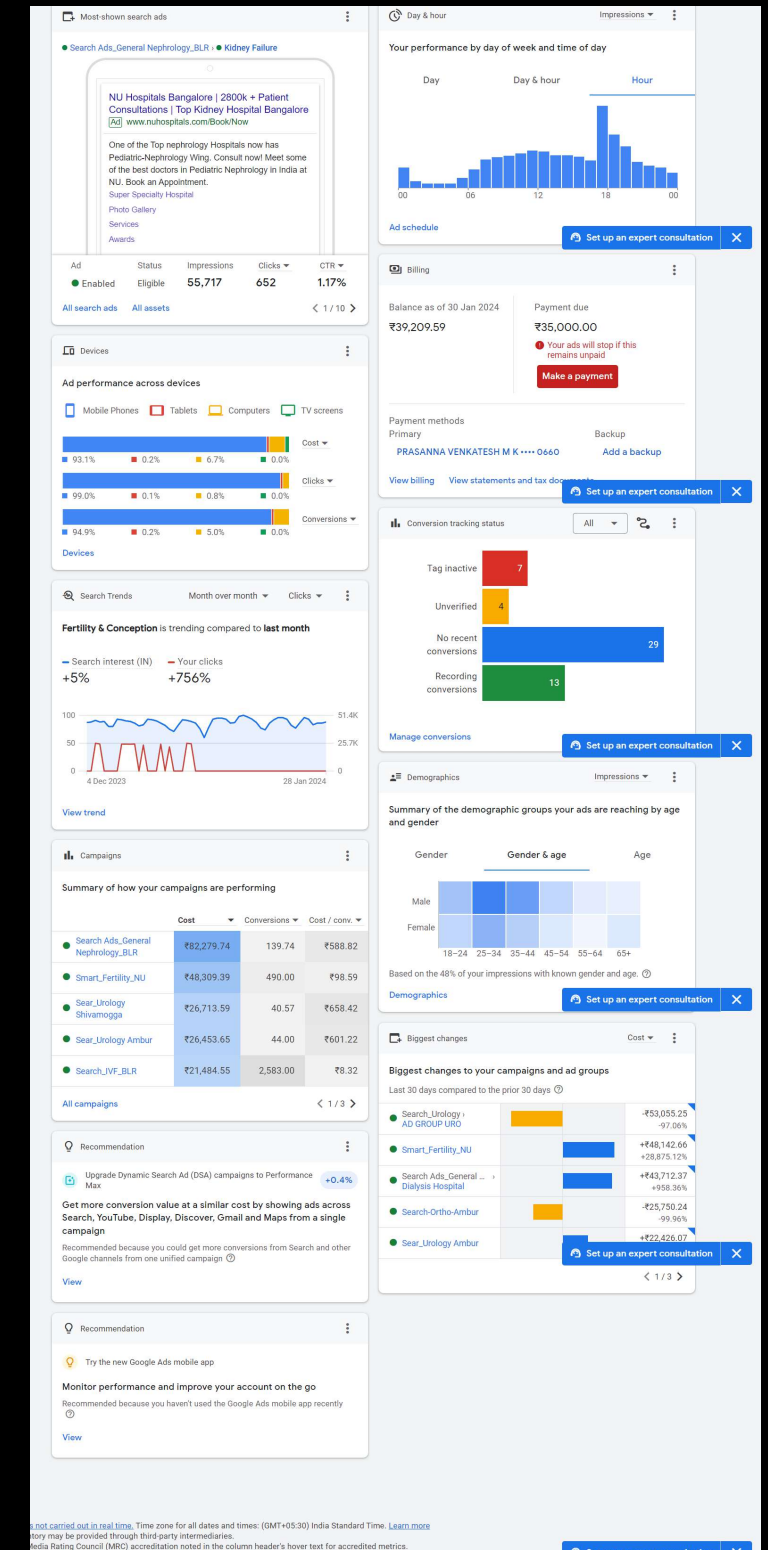 Most-shown search ads
Search Ads_General Nephrology_BLR › Kidney Failure
NU Hospitals Bangalore | 2800k + Patient
Consultations | Top Kidney Hospital Bangalore
Ad www.nuhospitals.com/Book/Now
One of the Top nephrology Hospitals now has
Pediatric-Nephrology Wing. Consult now! Meet some
of the best doctors in Pediatric Nephrology in India at
NU. Book an Appointment.
Super Specialty Hospital
Photo Gallery
Services
Awards
Ad Status Impressions Clicks CTR
Enabled Eligible 55,717 652 1.17%
All search ads All assets 1 / 10
Devices
Ad performance across devices
Mobile Phones Tablets Computers TV screens
Cost
93.1% 0.2% 6.7% 0.0%
Clicks
99.0% 0.1% 0.8% 0.0%
Conversions
94.9% 0.2% 5.0% 0.0%
Devices
Search Trends Month over month Clicks
Fertility & Conception is trending compared to last month
Search interest (IN) Your clicks
+5% +756%
100 51.4K
50 25.7K
0 0
4 Dec 2023 28 Jan 2024
View trend
Campaigns
Summary of how your campaigns are performing
Cost Conversions Cost / conv.
Search Ads_General
Nephrology_BLR ₹82,279.74 139.74 ₹588.82
Smart_Fertility_NU ₹48,309.39 490.00 ₹98.59
Sear_Urology
Shivamogga ₹26,713.59 40.57 ₹658.42
Sear_Urology Ambur ₹26,453.65 44.00 ₹601.22
Search_IVF_BLR ₹21,484.55 2,583.00 ₹8.32
All campaigns 1 / 3
Recommendation
Upgrade Dynamic Search Ad (DSA) campaigns to Performance
Max +0.4%
Get more conversion value at a similar cost by showing ads across
Search, YouTube, Display, Discover, Gmail and Maps from a single
campaign
Recommended because you could get more conversions from Search and other
Google channels from one unified campaign
View
Recommendation
Try the new Google Ads mobile app
Monitor performance and improve your account on the go
Recommended because you haven't used the Google Ads mobile app recently
View
Day & hour Impressions
Your performance by day of week and time of day
Day Day & hour Hour
00 06 12 18 00
Ad schedule
Set up an expert consultation
Billing
Balance as of 30 Jan 2024 Payment due
₹39,209.59 ₹35,000.00
Your ads will stop if this
remains unpaid
Make a payment
Payment methods
Primary Backup
PRASANNA VENKATESH M K •••• 0660 Add a backup
View billing View statements and tax documents
Set up an expert consultation
Conversion tracking status All
Tag inactive 7
Unverified 4
No recent
conversions 29
Recording
conversions 13
Manage conversions
Set up an expert consultation
Demographics Impressions
Summary of the demographic groups your ads are reaching by age
and gender
Gender Gender & age Age
Male
Female
18–24 25–34 35–44 45–54 55–64 65+
Based on the 48% of your impressions with known gender and age.
Demographics
Set up an expert consultation
Biggest changes Cost
Biggest changes to your campaigns and ad groups
Last 30 days compared to the prior 30 days
Search_Urology ›
AD GROUP URO
-₹53,055.25
-97.06%
Smart_Fertility_NU
+₹48,142.66
+28,875.12%
Search Ads_General ... ›
Dialysis Hospital
+₹43,712.37
+958.36%
Search-Ortho-Ambur
-₹25,750.24
-99.96%
Sear_Urology Ambur
+₹22,426.07
Set up an expert consultation
1 / 3
not carried out in real time. Time zone for all dates and times: (GMT+05:30) India Standard Time. Learn more
may be provided through third-party intermediaries.
Media Rating Council (MRC) accreditation noted in the column header's hover text for accredited metrics.